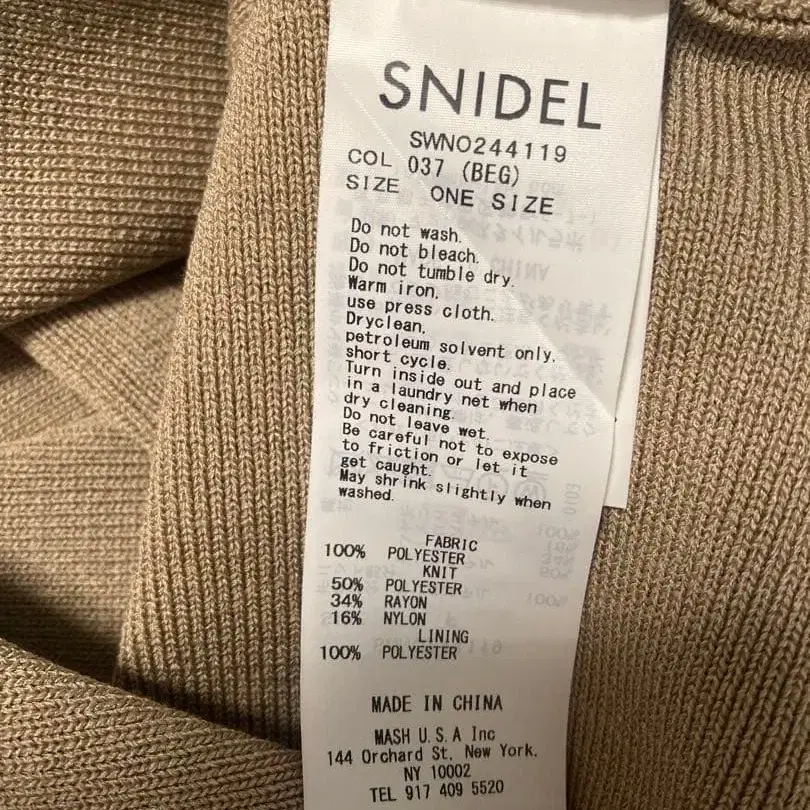 SNIDEL
SWNO244119
COL 037 (BEG)
SIZE ONE SIZE
Do not wash.
Do not bleach.
Do not tumble dry.
Warm iron,
use press cloth.
Dryclean,
petroleum solvent only,
short cycle.
Turn inside out and place
in a laundry net when
dry cleaning.
Do not leave wet.
Be careful not to expose
to friction or let it
get caught.
May shrink slightly when
washed.
FABRIC
100% POLYESTER
KNIT
50% POLYESTER
34% RAYON
16% NYLON
LINING
100% POLYESTER
MADE IN CHINA
MASH U.S.A Inc
144 Orchard St, New York,
NY 10002
TEL 917 409 5520